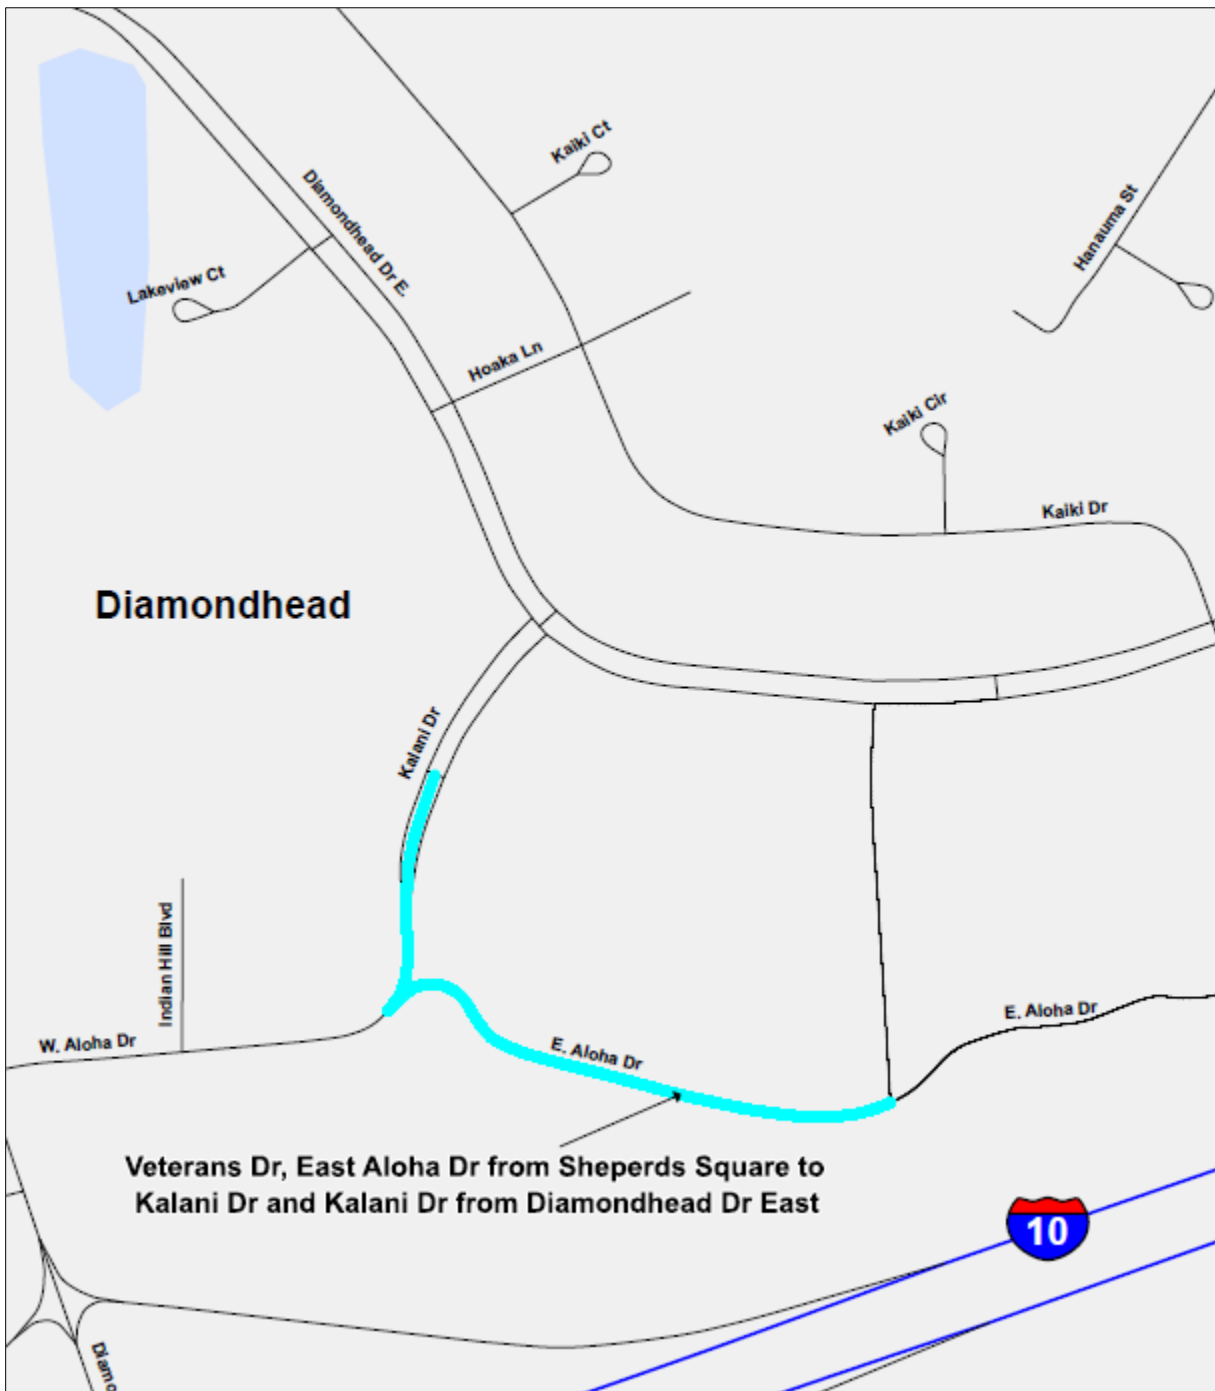 Kaiki Ct
Diamondhead Dr E.
Hanauma St
Lakeview Ct
Hoaka Ln
Kaiki Cir
Kaiki Dr
Diamondhead
Kalani Dr
Indian Hill Blvd
W. Aloha Dr
E. Aloha Dr
E. Aloha Dr
Veterans Dr, East Aloha Dr from Sheperds Square to
Kalani Dr and Kalani Dr from Diamondhead Dr East
10
Diamo